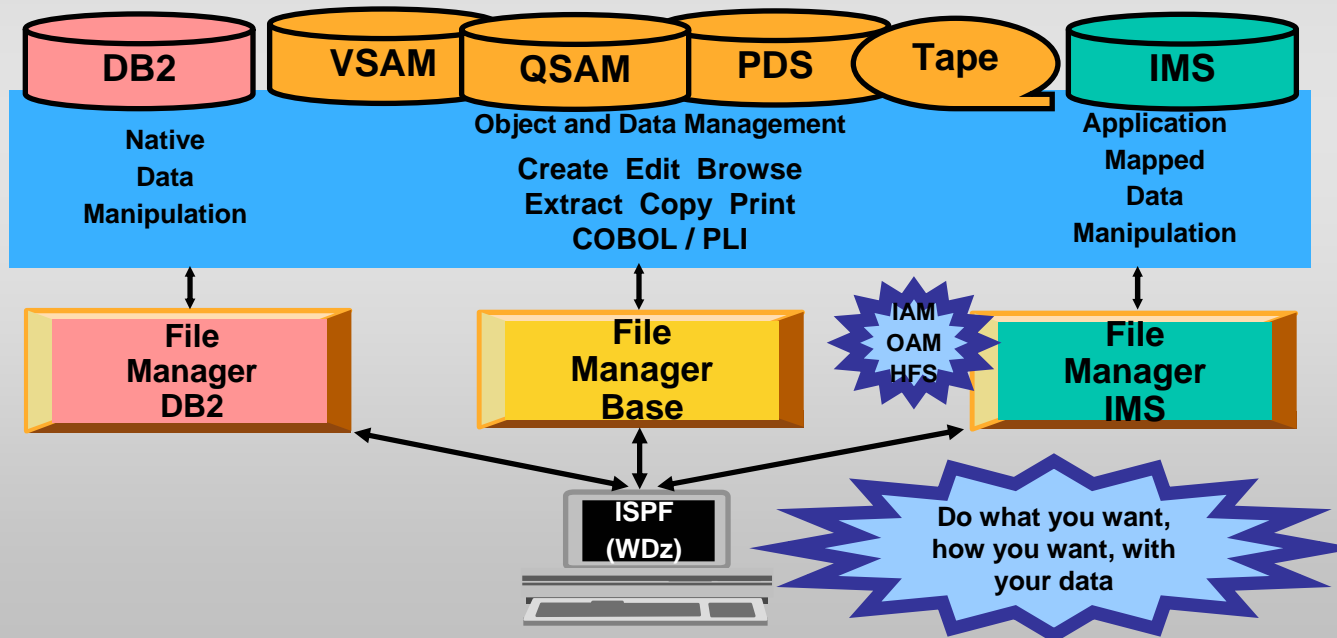 DB2
VSAM
QSAM
PDS
Tape
IMS
Native
Data
Manipulation
Object and Data Management
Create Edit Browse
Extract Copy Print
COBOL / PLI
Application
Mapped
Data
Manipulation
File
Manager
DB2
File
Manager
Base
IAM
OAM
HFS
File
Manager
IMS
ISPF
(WDz)
Do what you want,
how you want, with
your data